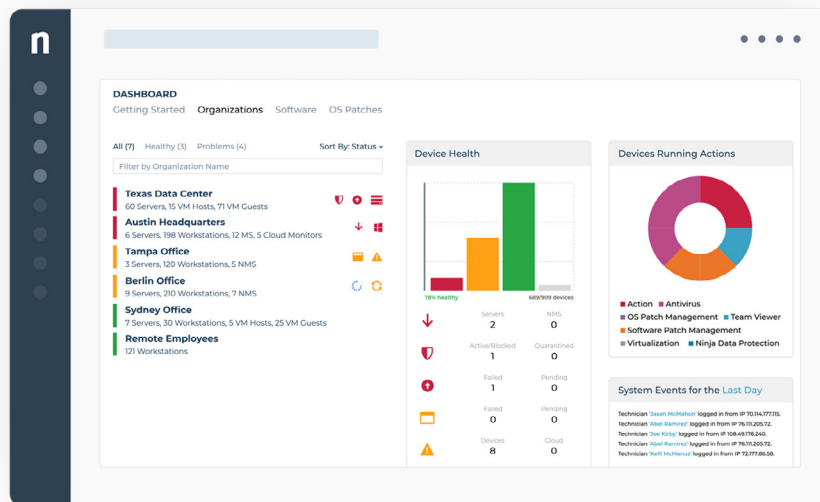 n
DASHBOARD
Getting Started Organizations Software OS Patches
All (7) Healthy (3) Problems (4) Sort By: Status
Filter by Organization Name
Texas Data Center
60 Servers, 15 VM Hosts, 71 VM Guests
Austin Headquarters
6 Servers, 198 Workstations, 12 MS, 5 Cloud Monitors
Tampa Office
3 Servers, 120 Workstations, 5 NMS
Berlin Office
9 Servers, 210 Workstations, 7 NMS
Sydney Office
7 Servers, 30 Workstations, 5 VM Hosts, 25 VM Guests
Remote Employees
121 Workstations
Device Health
78% healthy 689/909 devices
Servers NMS
2 0
Active/Blocked Quarantined
1 0
Failed Pending
1 0
Failed Pending
0 0
Devices Cloud
8 0
Devices Running Actions
Action Antivirus
OS Patch Management Team Viewer
Software Patch Management
Virtualization Ninja Data Protection
System Events for the Last Day
Technician 'Jason McMahon' logged in from IP 70.114.177.115.
Technician 'Abel Ramirez' logged in from IP 76.111.205.72.
Technician 'Joe Kirby' logged in from IP 108.49.176.240.
Technician 'Abel Ramirez' logged in from IP 76.111.205.72.
Technician 'Kelli McManus' logged in from IP 72.177.86.58.